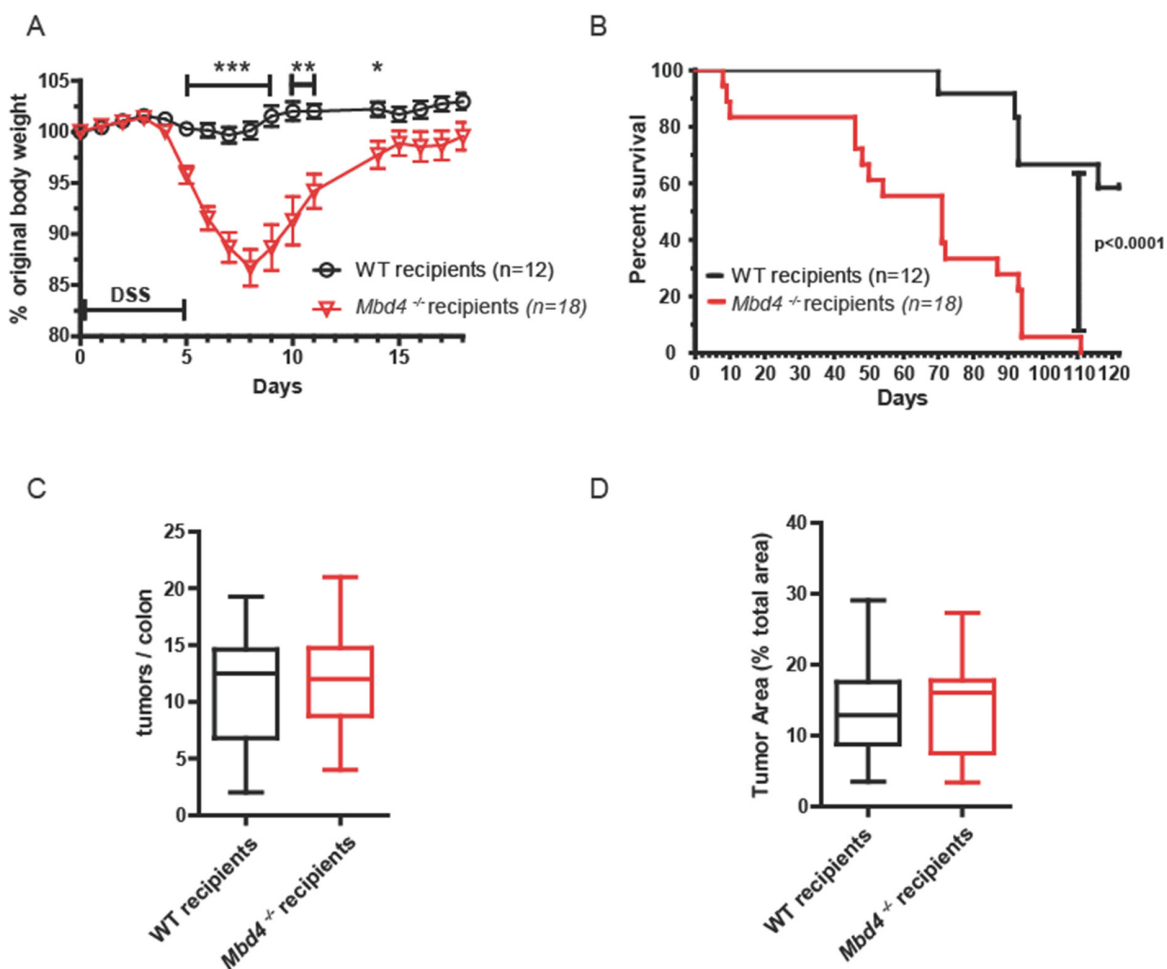 A
*** ** *
105
100
95
90
85
80
% original body weight
WT recipients (n=12)
Mbd4 -/- recipients (n=18)
DSS
0 5 10 15
Days
B
100
80
60
40
20
0
Percent survival
p<0.0001
WT recipients (n=12)
Mbd4 -/- recipients (n=18)
0 10 20 30 40 50 60 70 80 90 100 110 120
Days
C
25
20
15
10
5
0
tumors / colon
WT recipients
Mbd4 -/- recipients
D
40
30
20
10
0
Tumor Area (% total area)
WT recipients
Mbd4 -/- recipients